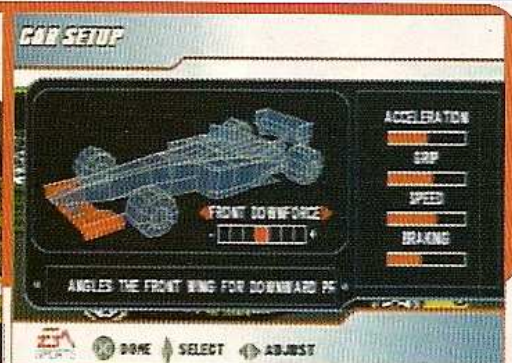 CAR SETUP
ACCELERATION
GRIP
SPEED
BRAKING
FRONT DOWNFORCE
- +
ANGLES THE FRONT WING FOR DOWNWARD PR
EA SPORTS
DONE SELECT ADJUST